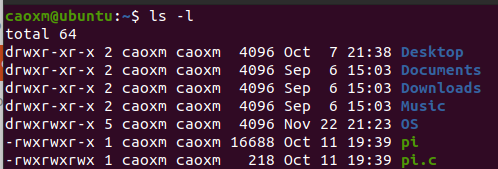 caoxm@ubuntu:~$ ls -l
total 64
drwxr-xr-x 2 caoxm caoxm  4096 Oct  7 21:38 Desktop
drwxr-xr-x 2 caoxm caoxm  4096 Sep  6 15:03 Documents
drwxr-xr-x 2 caoxm caoxm  4096 Sep  6 15:03 Downloads
drwxr-xr-x 2 caoxm caoxm  4096 Sep  6 15:03 Music
drwxrwxr-x 5 caoxm caoxm  4096 Nov 22 21:23 OS
-rwxrwxr-x 1 caoxm caoxm 16688 Oct 11 19:39 pi
-rwxrwxrwx 1 caoxm caoxm   218 Oct 11 19:39 pi.c